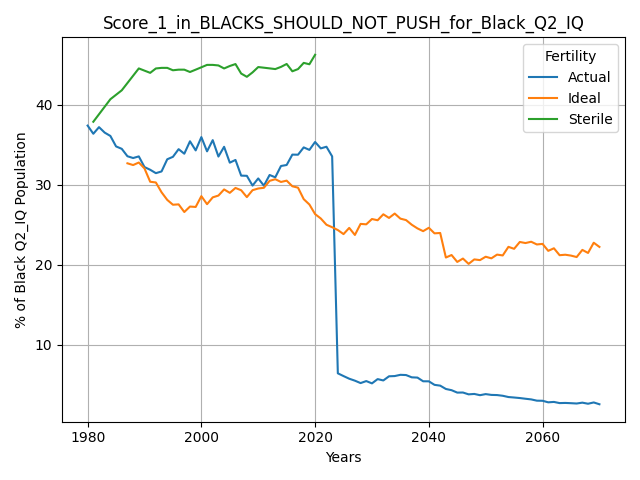 Score_1_in_BLACKS_SHOULD_NOT_PUSH_for_Black_Q2_IQ
Fertility
Actual
Ideal
Sterile
% of Black Q2_IQ Population
40
30
20
10
1980
2000
2020
2040
2060
Years